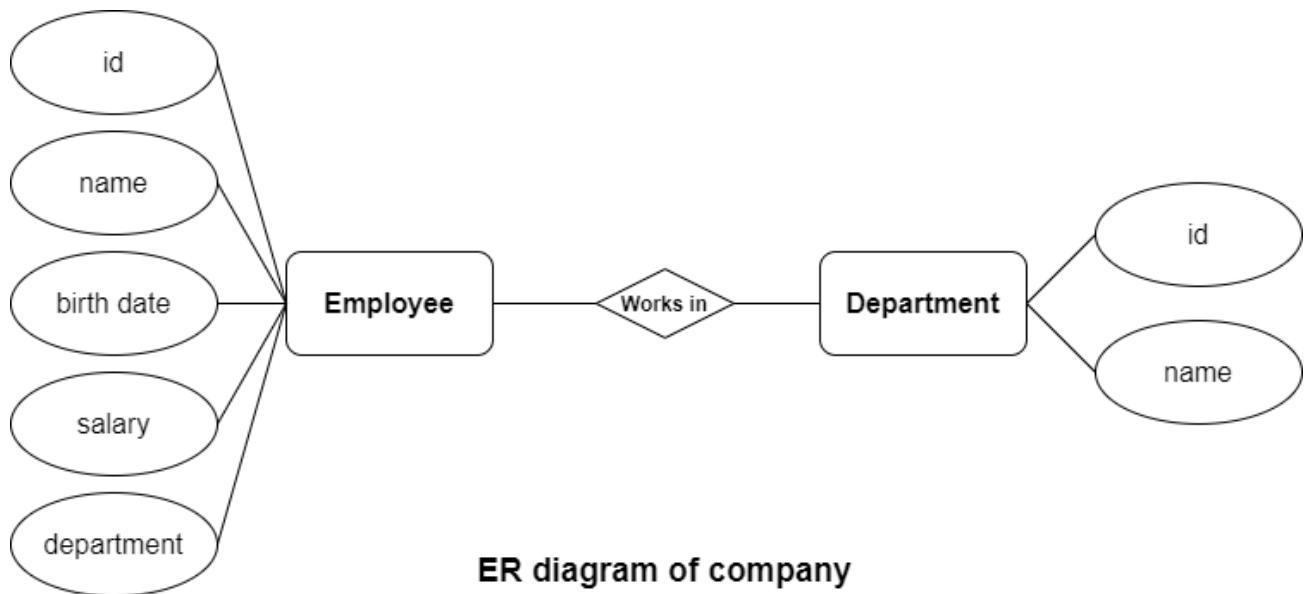 id
name
birth date
salary
department
Employee
Works in
Department
id
name
ER diagram of company